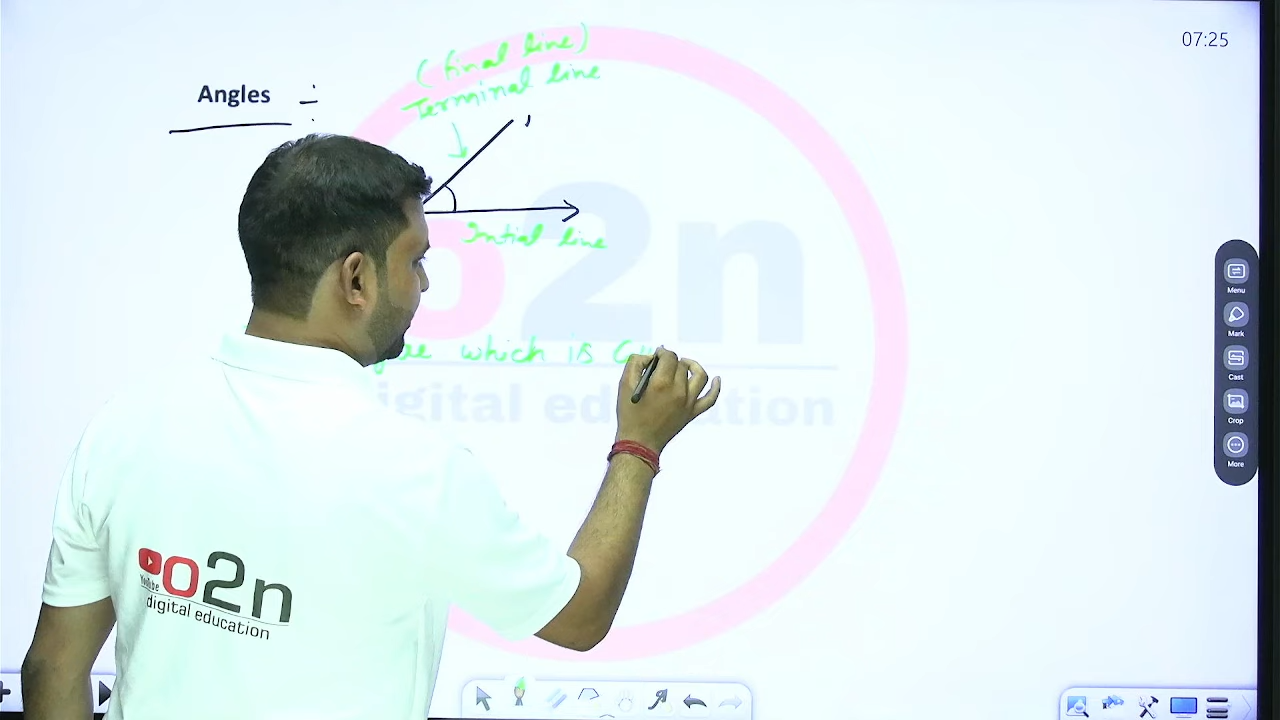 07:25
(final line)
Terminal line
Angles :-
Initial line
which is
o2n
digital education
Menu
Mark
Cast
Crop
More
YouTube
o2n
digital education